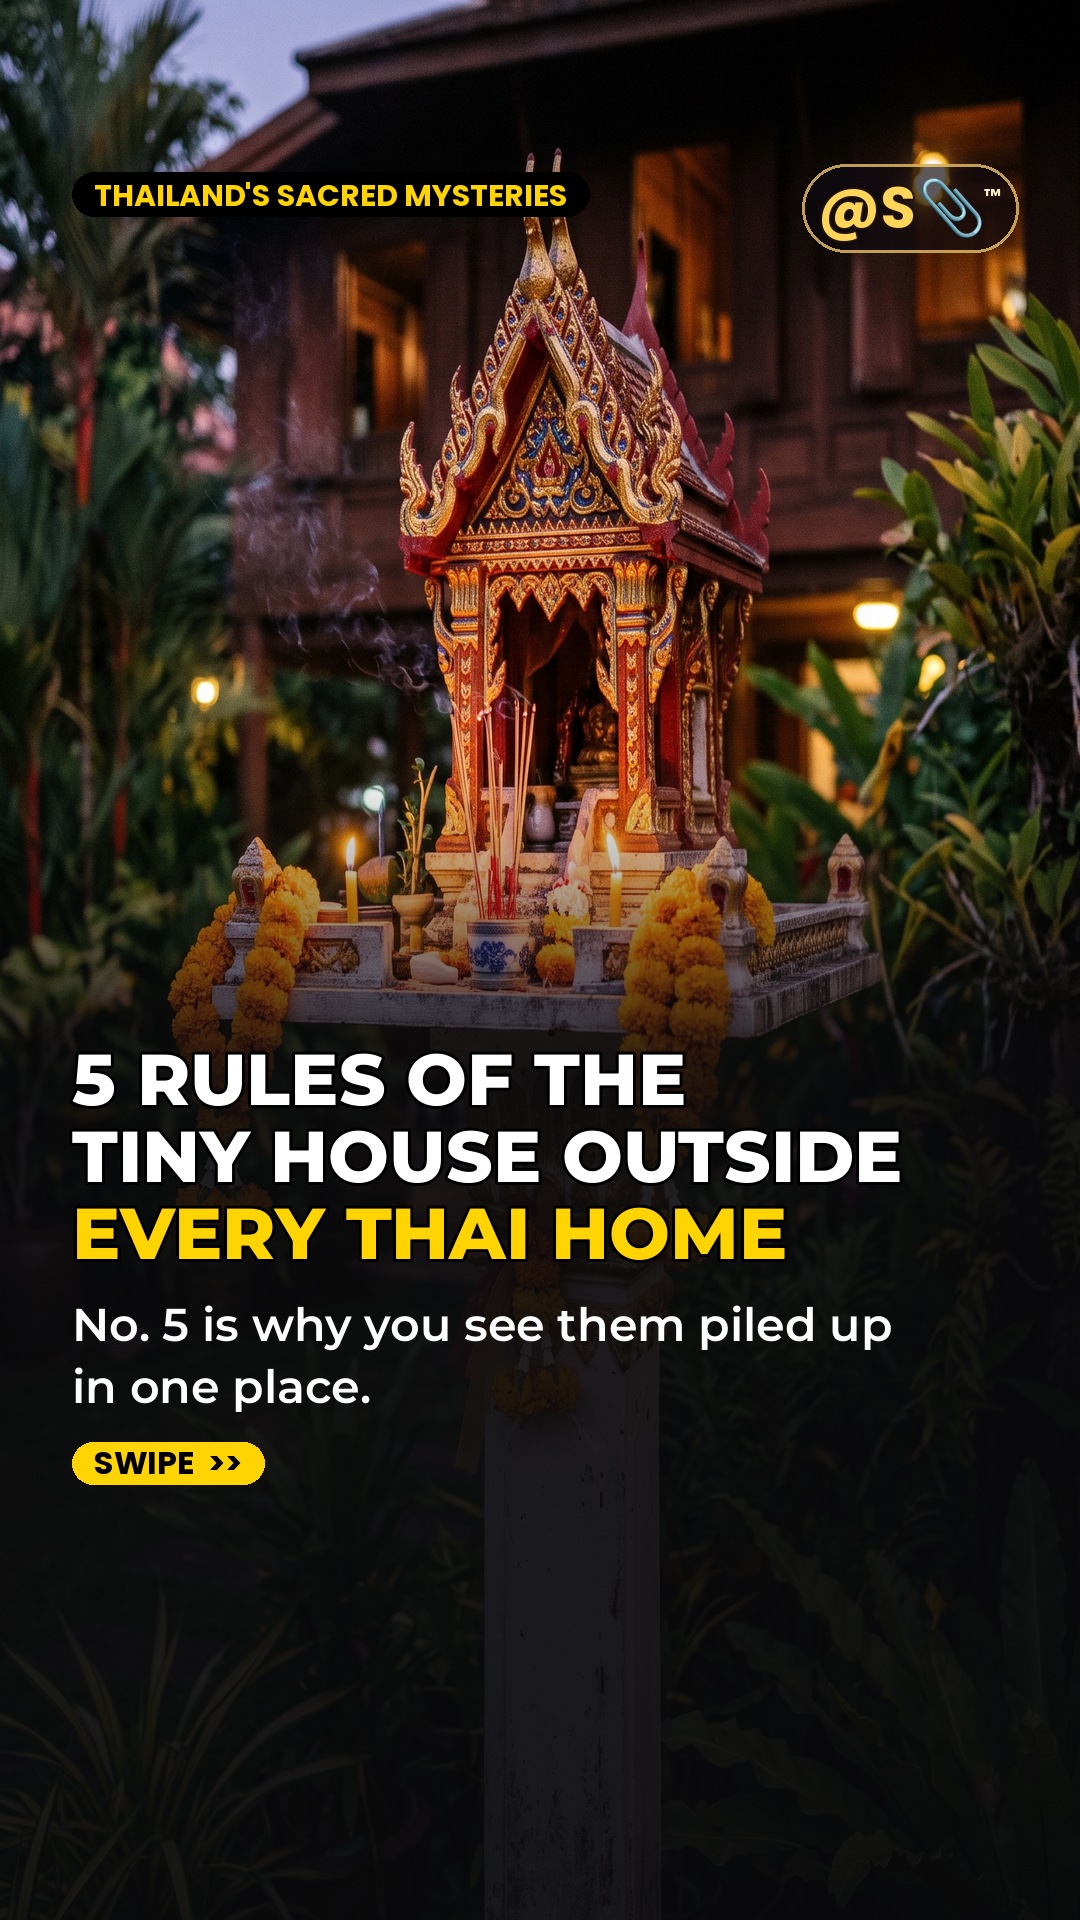 THAILAND'S SACRED MYSTERIES
@S📎™
5 RULES OF THE
TINY HOUSE OUTSIDE
EVERY THAI HOME
No. 5 is why you see them piled up
in one place.
SWIPE >>